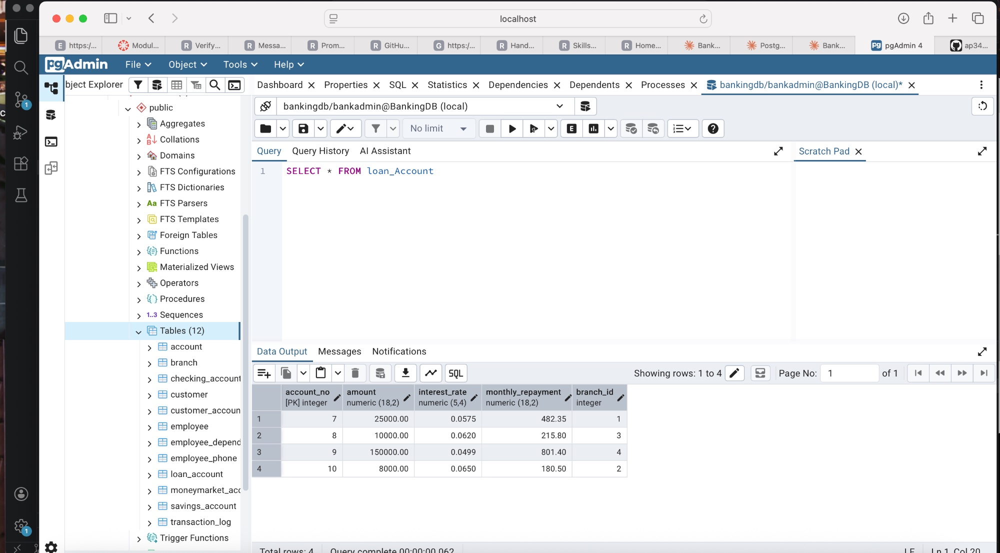 localhost
https:/...
Modul...
Verify...
Messa...
Prom...
GitHu...
https:/...
Hand...
Skills...
Home...
Bank...
Postg...
Bank...
pgAdmin 4
ap34...
pgAdmin File Object Tools Help
bject Explorer
Dashboard Properties SQL Statistics Dependencies Dependents Processes bankingdb/bankadmin@BankingDB (local)*
public
Aggregates
Collations
Domains
FTS Configurations
FTS Dictionaries
FTS Parsers
FTS Templates
Foreign Tables
Functions
Materialized Views
Operators
Procedures
1..3 Sequences
Tables (12)
account
branch
checking_account
customer
customer_accoun
employee
employee_depend
employee_phone
loan_account
moneymarket_acc
savings_account
transaction_log
Trigger Functions
bankingdb/bankadmin@BankingDB (local)
No limit
Query Query History AI Assistant
Scratch Pad
1 SELECT * FROM loan_Account
Data Output Messages Notifications
SQL
Showing rows: 1 to 4
Page No: 1 of 1
account_no amount interest_rate monthly_repayment branch_id
[PK] integer numeric (18,2) numeric (5,4) numeric (18,2) integer
1 7 25000.00 0.0575 482.35 1
2 8 10000.00 0.0620 215.80 3
3 9 150000.00 0.0499 801.40 4
4 10 8000.00 0.0650 180.50 2
Total rows: 4 Query complete 00:00:00.062
LF Ln 1, Col 20